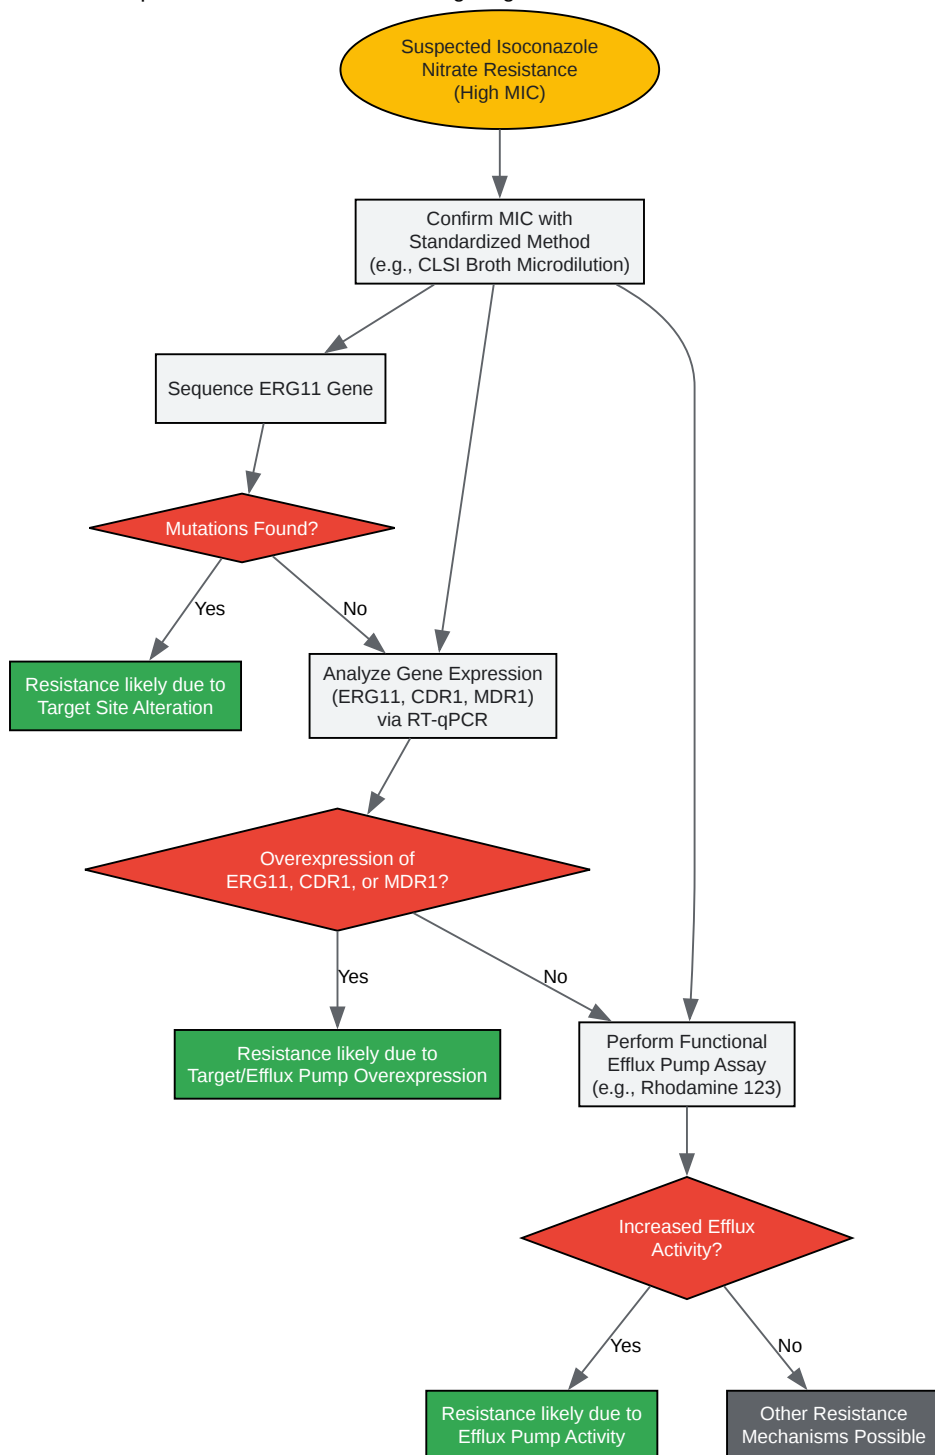 Suspected Isoconazole
Nitrate Resistance
(High MIC)
Confirm MIC with
Standardized Method
(e.g., CLSI Broth Microdilution)
Sequence ERG11 Gene
Mutations Found?
Yes
No
Resistance likely due to
Target Site Alteration
Analyze Gene Expression
(ERG11, CDR1, MDR1)
via RT-qPCR
Overexpression of
ERG11, CDR1, or MDR1?
Yes
No
Resistance likely due to
Target/Efflux Pump Overexpression
Perform Functional
Efflux Pump Assay
(e.g., Rhodamine 123)
Increased Efflux
Activity?
Yes
No
Resistance likely due to
Efflux Pump Activity
Other Resistance
Mechanisms Possible